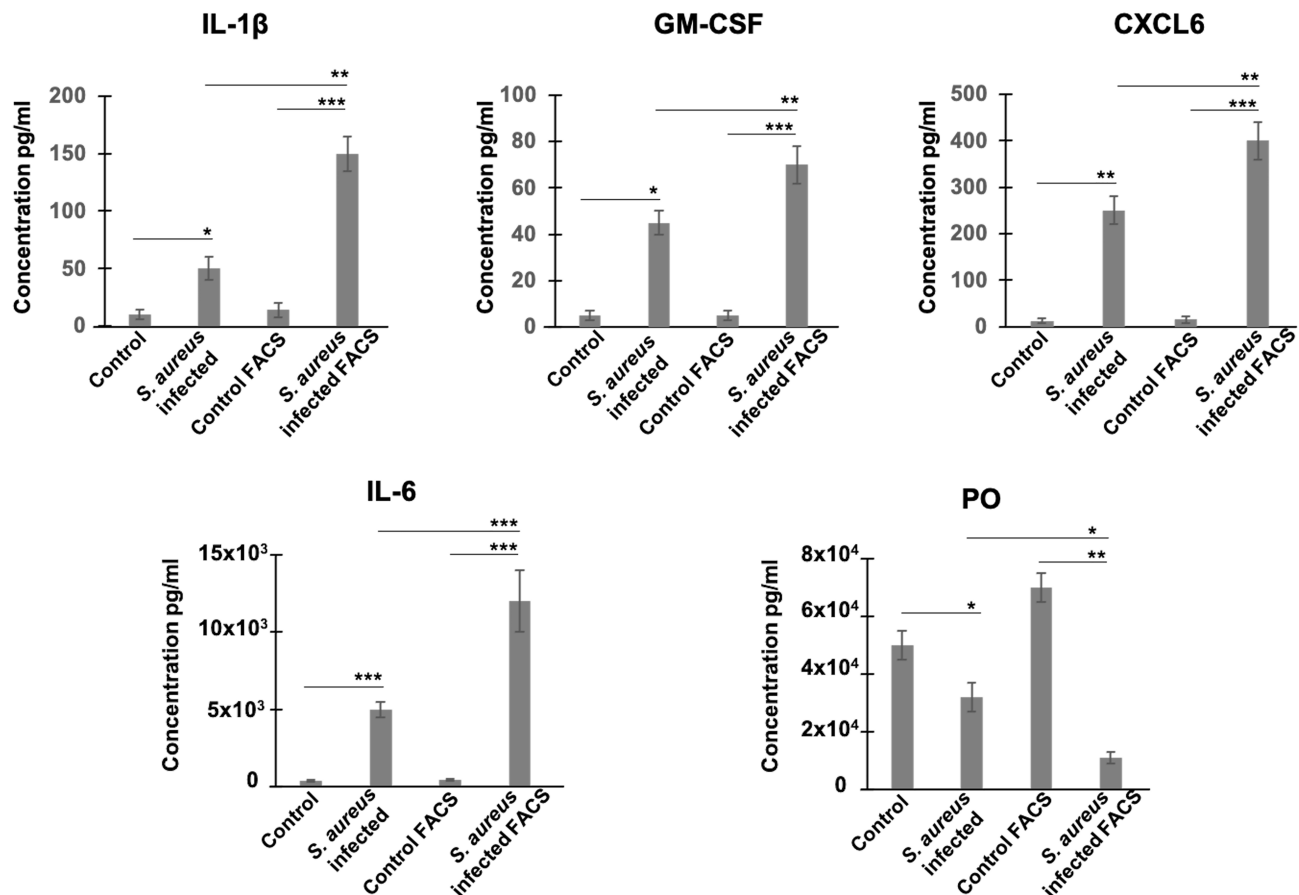 IL-1β
Concentration pg/ml
200
150
100
50
0
**
***
*
Control
S. aureus
infected
Control FACS
S. aureus
infected FACS
GM-CSF
Concentration pg/ml
100
80
60
40
20
0
**
***
*
Control
S. aureus
infected
Control FACS
S. aureus
infected FACS
CXCL6
Concentration pg/ml
500
400
300
200
100
0
**
***
**
Control
S. aureus
infected
Control FACS
S. aureus
infected FACS
IL-6
Concentration pg/ml
15x10³
10x10³
5x10³
0
***
***
***
Control
S. aureus
infected
Control FACS
S. aureus
infected FACS
PO
Concentration pg/ml
8x10⁴
6x10⁴
4x10⁴
2x10⁴
0
*
**
*
Control
S. aureus
infected
Control FACS
S. aureus
infected FACS